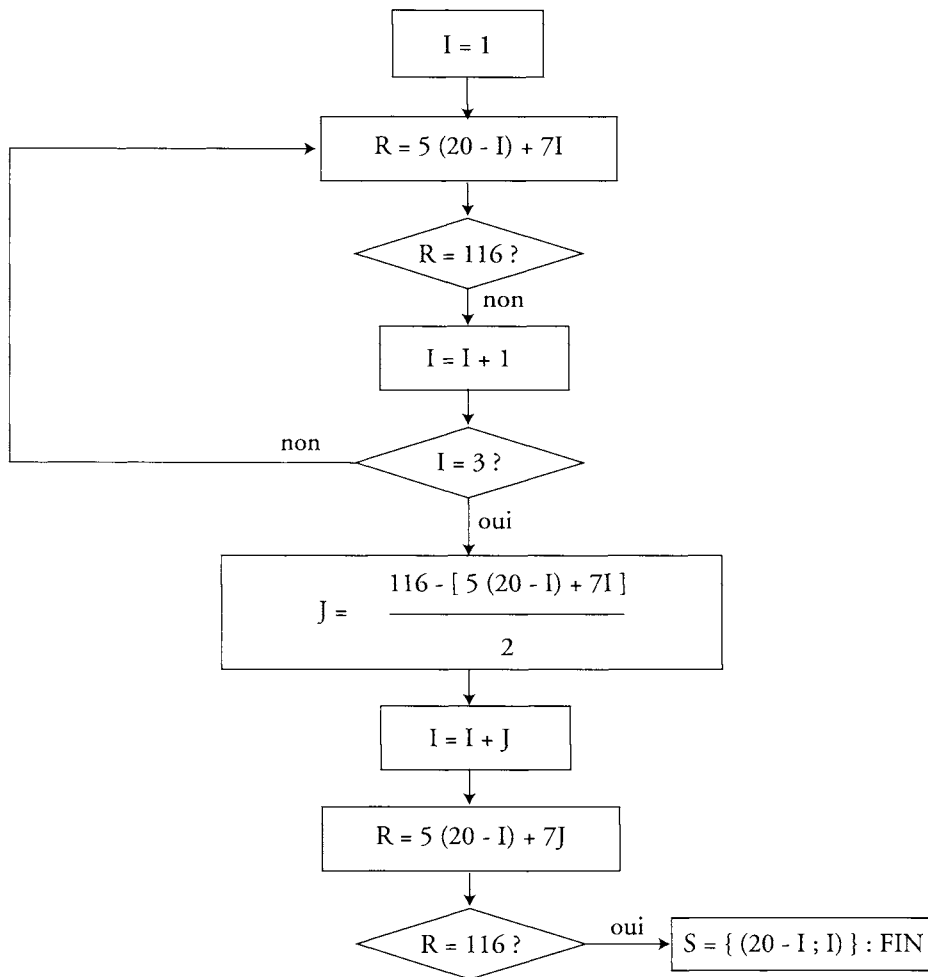 I = 1
R = 5 (20 - I) + 7I
R = 116 ?
non
I = I + 1
non
I = 3 ?
oui
J = 116 - [ 5 (20 - I) + 7I ]
2
I = I + J
R = 5 (20 - I) + 7J
R = 116 ?
oui
S = { (20 - I ; I) } : FIN